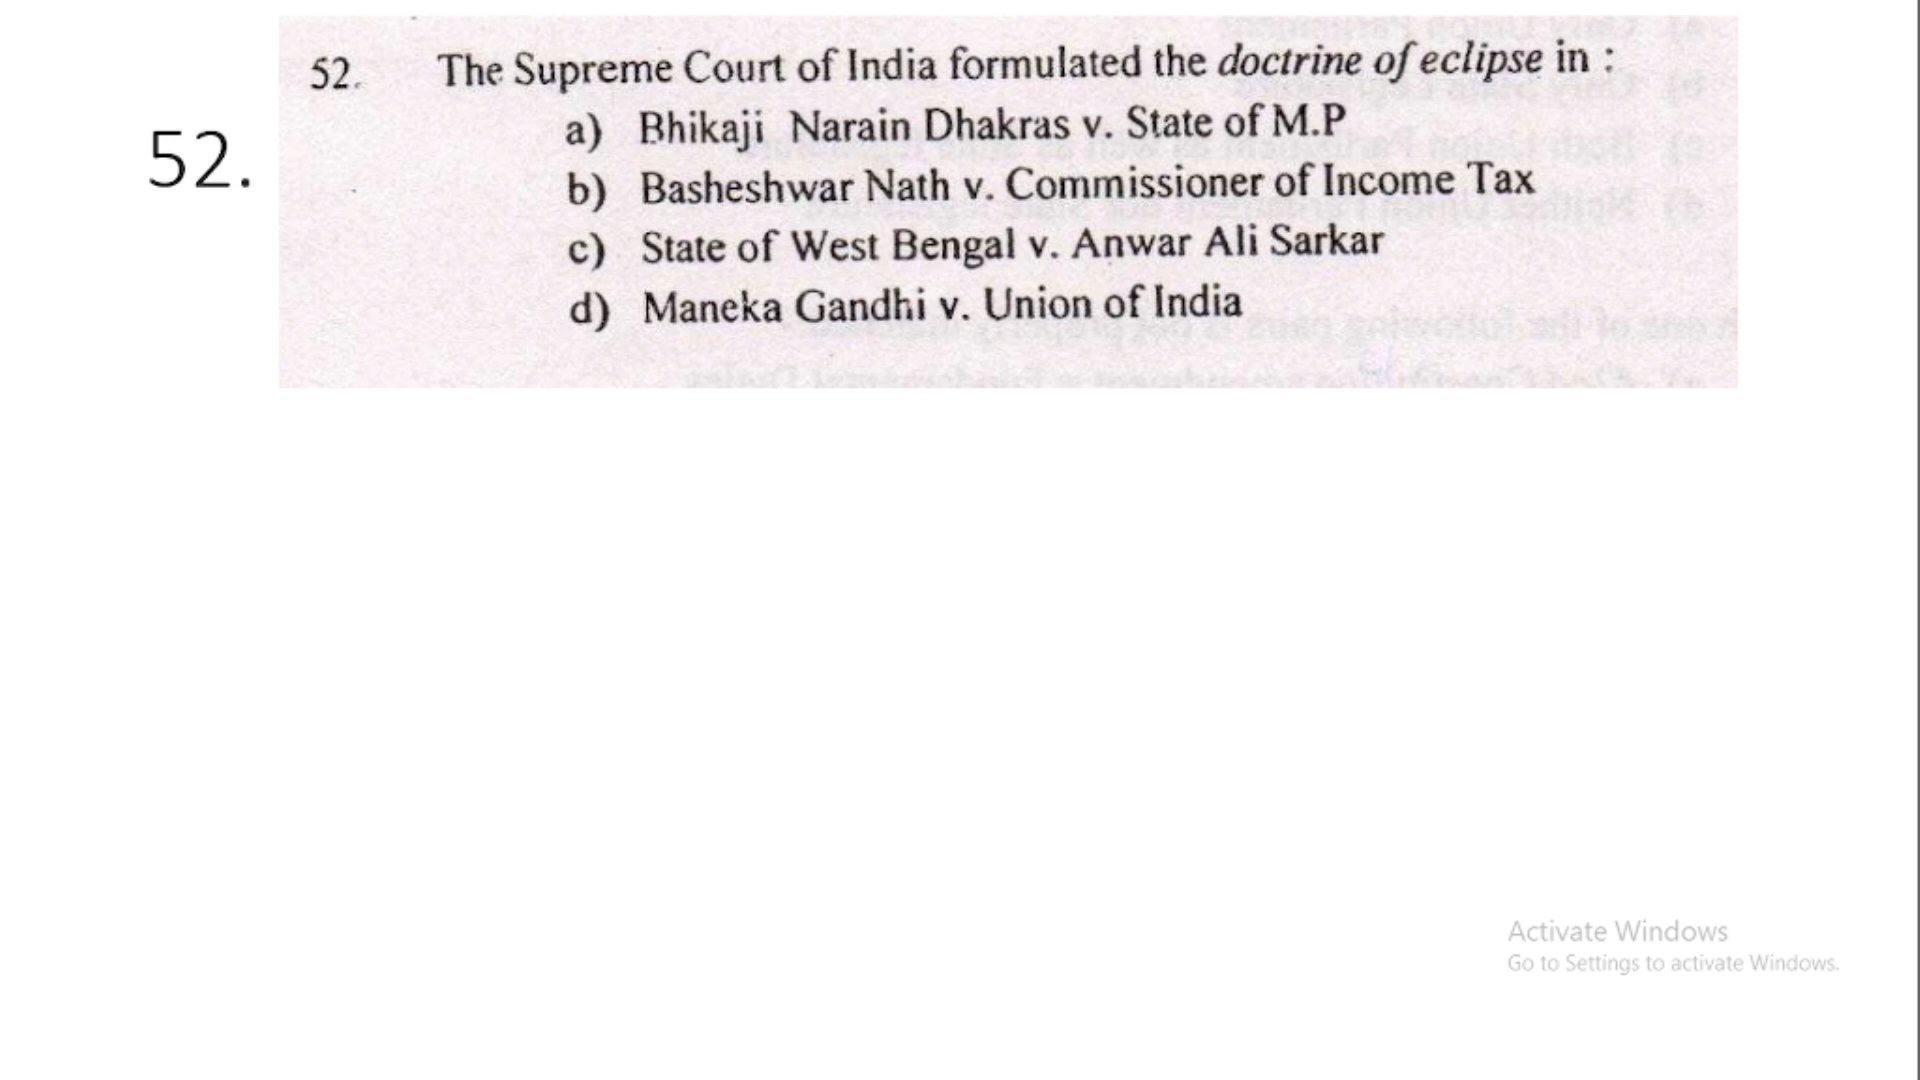 52.
52. The Supreme Court of India formulated the doctrine of eclipse in :
a) Bhikaji Narain Dhakras v. State of M.P
b) Basheshwar Nath v. Commissioner of Income Tax
c) State of West Bengal v. Anwar Ali Sarkar
d) Maneka Gandhi v. Union of India
Activate Windows
Go to Settings to activate Windows.